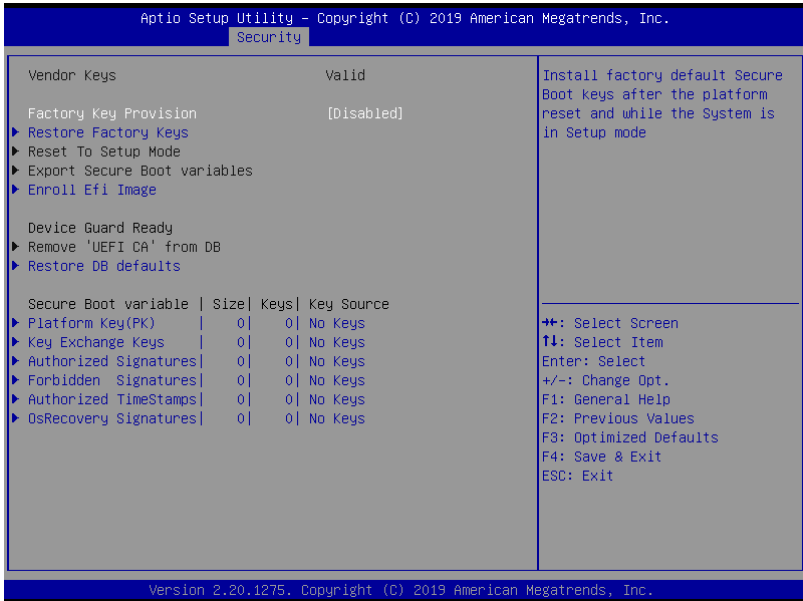 Aptio Setup Utility – Copyright (C) 2019 American Megatrends, Inc.
Security
Vendor Keys Valid
Factory Key Provision [Disabled]
Restore Factory Keys
Reset To Setup Mode
Export Secure Boot variables
Enroll Efi Image
Device Guard Ready
Remove 'UEFI CA' from DB
Restore DB defaults
Secure Boot variable | Size| Keys| Key Source
Platform Key(PK) | 0| 0| No Keys
Key Exchange Keys | 0| 0| No Keys
Authorized Signatures| 0| 0| No Keys
Forbidden Signatures| 0| 0| No Keys
Authorized TimeStamps| 0| 0| No Keys
OsRecovery Signatures| 0| 0| No Keys
Install factory default Secure
Boot keys after the platform
reset and while the System is
in Setup mode
→←: Select Screen
↑↓: Select Item
Enter: Select
+/-: Change Opt.
F1: General Help
F2: Previous Values
F3: Optimized Defaults
F4: Save & Exit
ESC: Exit
Version 2.20.1275. Copyright (C) 2019 American Megatrends, Inc.